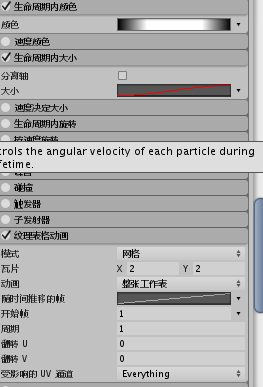 生命周期内颜色
颜色
速度颜色
生命周期内大小
分离轴
大小
速度决定大小
生命周期内旋转
按速度旋转
trols the angular velocity of each particle during
fetime.
碰撞
触发器
子发射器
纹理表格动画
模式 网格
瓦片 X 2 Y 2
动画 整张工作表
随时间推移的帧
开始帧 1
周期 1
翻转 U 0
翻转 V 0
受影响的 UV 通道 Everything